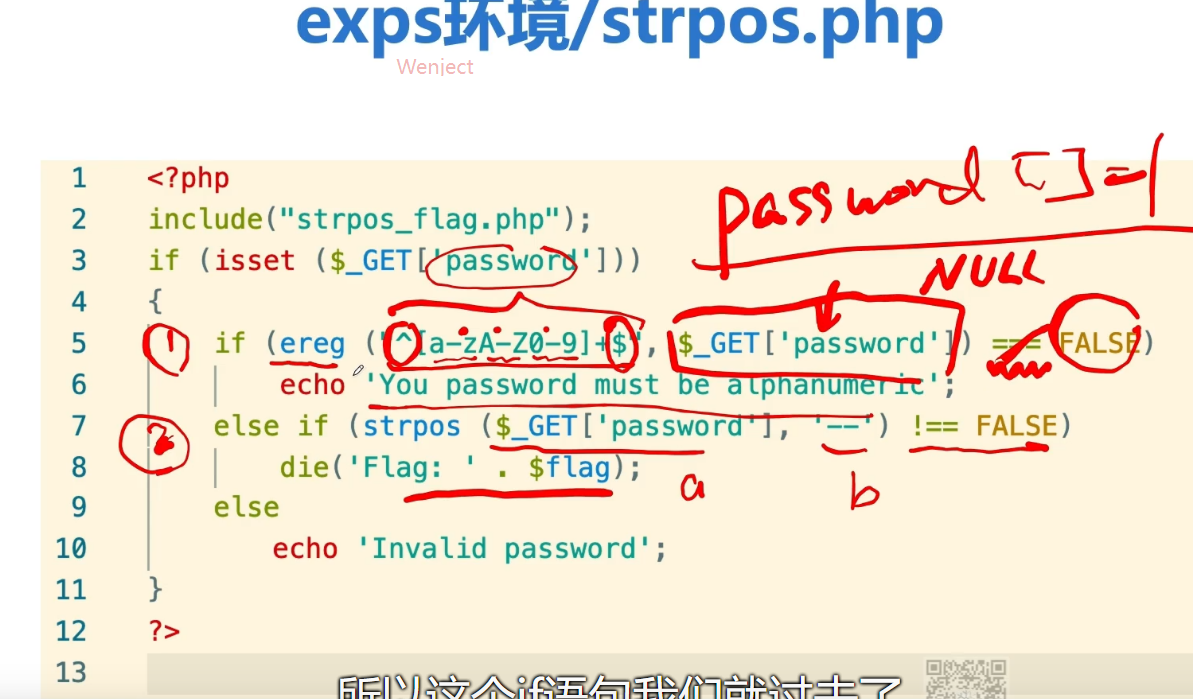 exps环境/strpos.php
Wenject
password []=1
NULL
1 <?php
2 include("strpos_flag.php");
3 if (isset ($_GET['password']))
4 {
1
5 if (ereg ("^[a-zA-Z0-9]+$", $_GET['password']) === FALSE)
6 echo 'You password must be alphanumeric';
2
7 else if (strpos ($_GET['password'], '--') !== FALSE)
8 die('Flag: ' . $flag);
a
b
9 else
10 echo 'Invalid password';
11 }
12 ?>
13
所以这个if语句我们就过去了